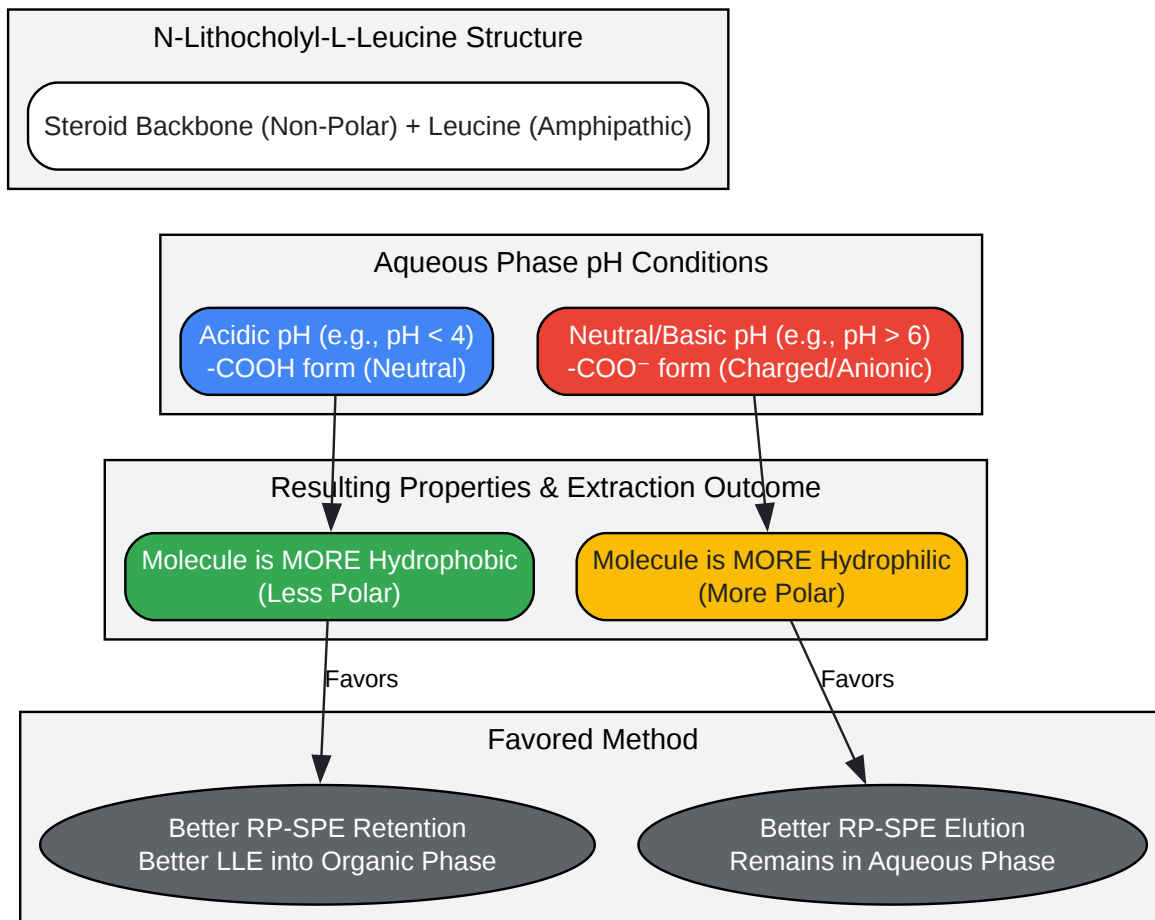 N-Lithocholyl-L-Leucine Structure
Steroid Backbone (Non-Polar) + Leucine (Amphipathic)
Aqueous Phase pH Conditions
Acidic pH (e.g., pH < 4)
-COOH form (Neutral)
Neutral/Basic pH (e.g., pH > 6)
-COO⁻ form (Charged/Anionic)
Resulting Properties & Extraction Outcome
Molecule is MORE Hydrophobic
(Less Polar)
Molecule is MORE Hydrophilic
(More Polar)
Favors
Favors
Favored Method
Better RP-SPE Retention
Better LLE into Organic Phase
Better RP-SPE Elution
Remains in Aqueous Phase